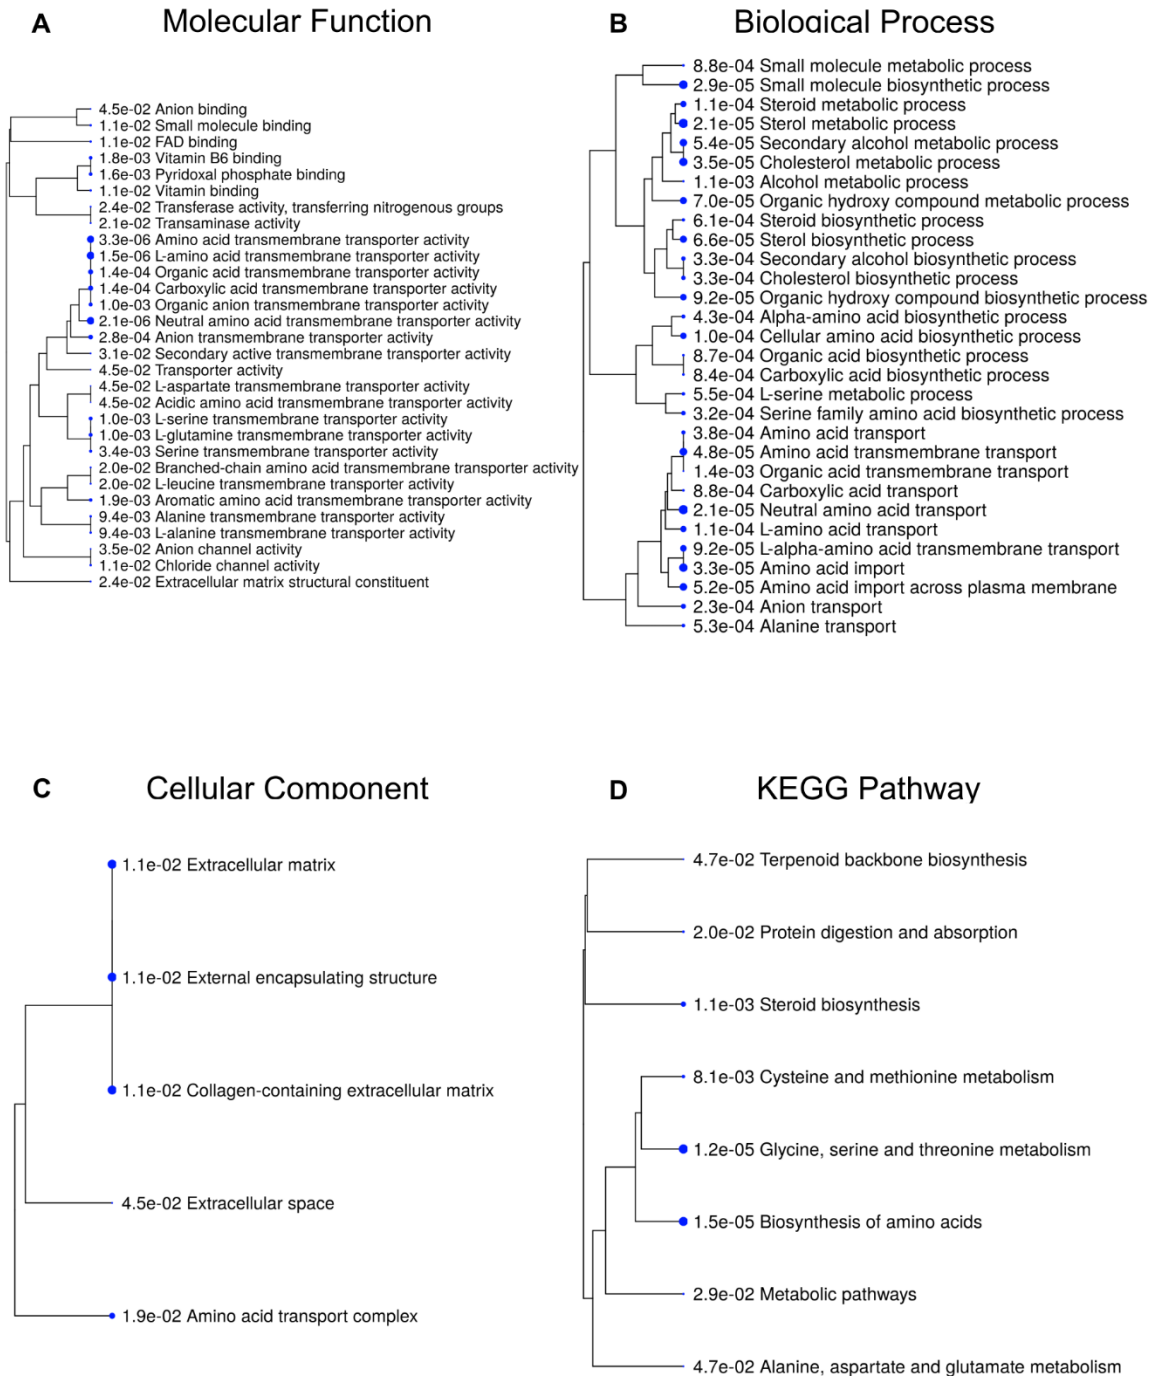 A Molecular Function
4.5e-02 Anion binding
1.1e-02 Small molecule binding
1.1e-02 FAD binding
1.8e-03 Vitamin B6 binding
1.6e-03 Pyridoxal phosphate binding
1.1e-02 Vitamin binding
2.4e-02 Transferase activity, transferring nitrogenous groups
2.1e-02 Transaminase activity
3.3e-06 Amino acid transmembrane transporter activity
1.5e-06 L-amino acid transmembrane transporter activity
1.4e-04 Organic acid transmembrane transporter activity
1.4e-04 Carboxylic acid transmembrane transporter activity
1.0e-03 Organic anion transmembrane transporter activity
2.1e-06 Neutral amino acid transmembrane transporter activity
2.8e-04 Anion transmembrane transporter activity
3.1e-02 Secondary active transmembrane transporter activity
4.5e-02 Transporter activity
4.5e-02 L-aspartate transmembrane transporter activity
4.5e-02 Acidic amino acid transmembrane transporter activity
1.0e-03 L-serine transmembrane transporter activity
1.0e-03 L-glutamine transmembrane transporter activity
3.4e-03 Serine transmembrane transporter activity
2.0e-02 Branched-chain amino acid transmembrane transporter activity
2.0e-02 L-leucine transmembrane transporter activity
1.9e-03 Aromatic amino acid transmembrane transporter activity
9.4e-03 Alanine transmembrane transporter activity
9.4e-03 L-alanine transmembrane transporter activity
3.5e-02 Anion channel activity
1.1e-02 Chloride channel activity
2.4e-02 Extracellular matrix structural constituent
B Biological Process
8.8e-04 Small molecule metabolic process
2.9e-05 Small molecule biosynthetic process
1.1e-04 Steroid metabolic process
2.1e-05 Sterol metabolic process
5.4e-05 Secondary alcohol metabolic process
3.5e-05 Cholesterol metabolic process
1.1e-03 Alcohol metabolic process
7.0e-05 Organic hydroxy compound metabolic process
6.1e-04 Steroid biosynthetic process
6.6e-05 Sterol biosynthetic process
3.3e-04 Secondary alcohol biosynthetic process
3.3e-04 Cholesterol biosynthetic process
9.2e-05 Organic hydroxy compound biosynthetic process
4.3e-04 Alpha-amino acid biosynthetic process
1.0e-04 Cellular amino acid biosynthetic process
8.7e-04 Organic acid biosynthetic process
8.4e-04 Carboxylic acid biosynthetic process
5.5e-04 L-serine metabolic process
3.2e-04 Serine family amino acid biosynthetic process
3.8e-04 Amino acid transport
4.8e-05 Amino acid transmembrane transport
1.4e-03 Organic acid transmembrane transport
8.8e-04 Carboxylic acid transport
2.1e-05 Neutral amino acid transport
1.1e-04 L-amino acid transport
9.2e-05 L-alpha-amino acid transmembrane transport
3.3e-05 Amino acid import
5.2e-05 Amino acid import across plasma membrane
2.3e-04 Anion transport
5.3e-04 Alanine transport
C Cellular Component
1.1e-02 Extracellular matrix
1.1e-02 External encapsulating structure
1.1e-02 Collagen-containing extracellular matrix
4.5e-02 Extracellular space
1.9e-02 Amino acid transport complex
D KEGG Pathway
4.7e-02 Terpenoid backbone biosynthesis
2.0e-02 Protein digestion and absorption
1.1e-03 Steroid biosynthesis
8.1e-03 Cysteine and methionine metabolism
1.2e-05 Glycine, serine and threonine metabolism
1.5e-05 Biosynthesis of amino acids
2.9e-02 Metabolic pathways
4.7e-02 Alanine, aspartate and glutamate metabolism